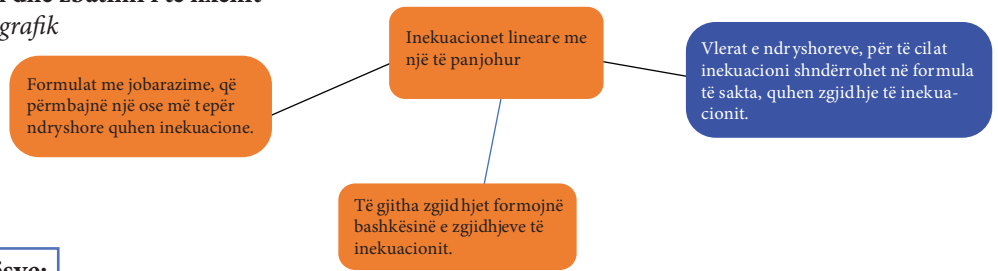 grafik
Inekuacionet lineare me
një të panjohur
Formulat me jobarazime, që
përmbajnë një ose më tepër
ndryshore quhen inekuacione.
Vlerat e ndryshoreve, për të cilat
inekuacioni shndërrohet në formula
të sakta, quhen zgjidhje të inekua-
cionit.
Të gjitha zgjidhjet formojnë
bashkësinë e zgjidhjeve të
inekuacionit.